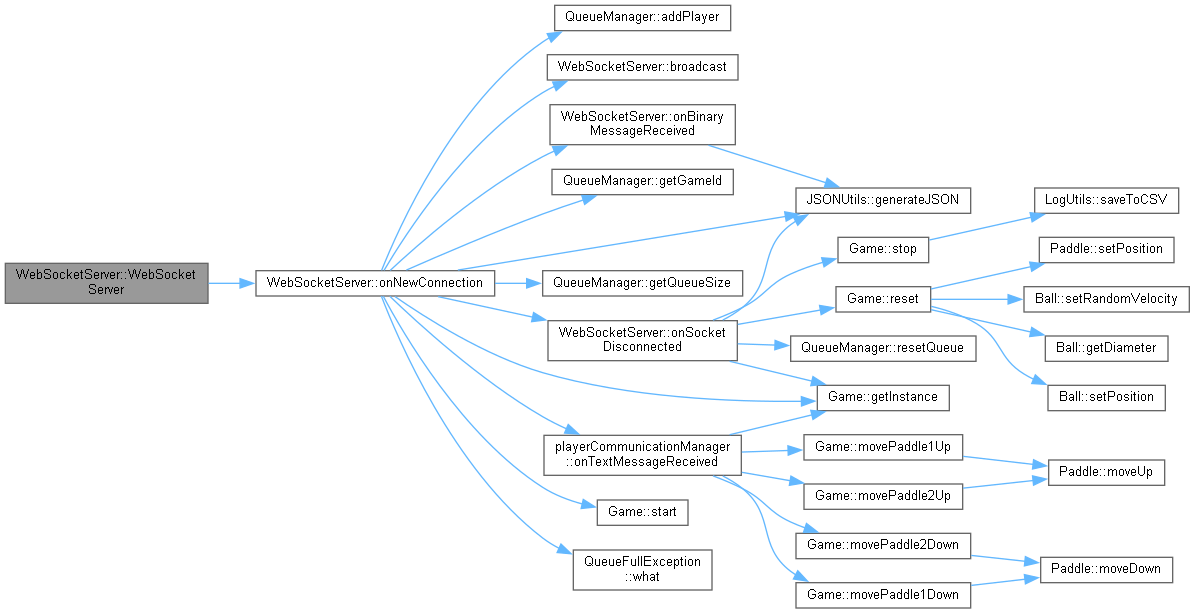 WebSocketServer::WebSocket
Server
WebSocketServer::onNewConnection
QueueManager::addPlayer
WebSocketServer::broadcast
WebSocketServer::onBinary
MessageReceived
QueueManager::getGameId
QueueManager::getQueueSize
WebSocketServer::onSocket
Disconnected
playerCommunicationManager
::onTextMessageReceived
Game::start
QueueFullException
::what
JSONUtils::generateJSON
Game::stop
Game::reset
QueueManager::resetQueue
Game::getInstance
Game::movePaddle1Up
Game::movePaddle2Up
Game::movePaddle2Down
Game::movePaddle1Down
LogUtils::saveToCSV
Paddle::setPosition
Ball::setRandomVelocity
Ball::getDiameter
Ball::setPosition
Paddle::moveUp
Paddle::moveDown